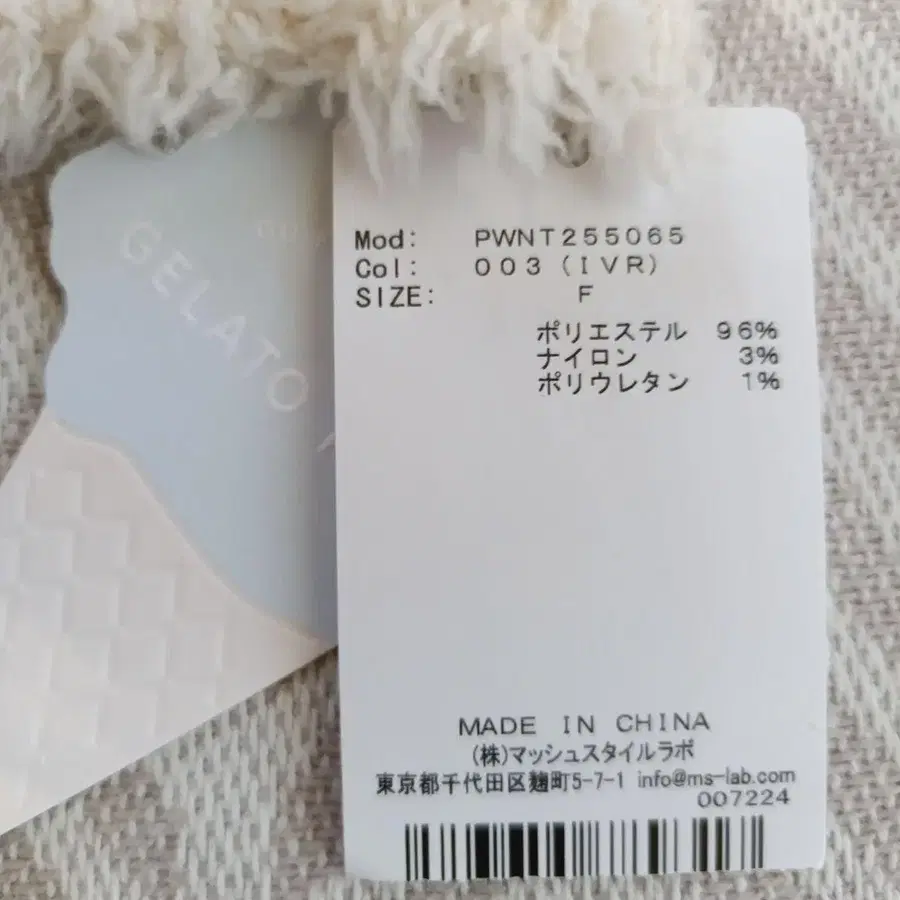 GELATO
Mod: PWNT255065
Col: 003 (IVR)
SIZE: F
ポリエステル 96%
ナイロン 3%
ポリウレタン 1%
MADE IN CHINA
(株)マッシュスタイルラボ
東京都千代田区麹町5-7-1 info@ms-lab.com
007224